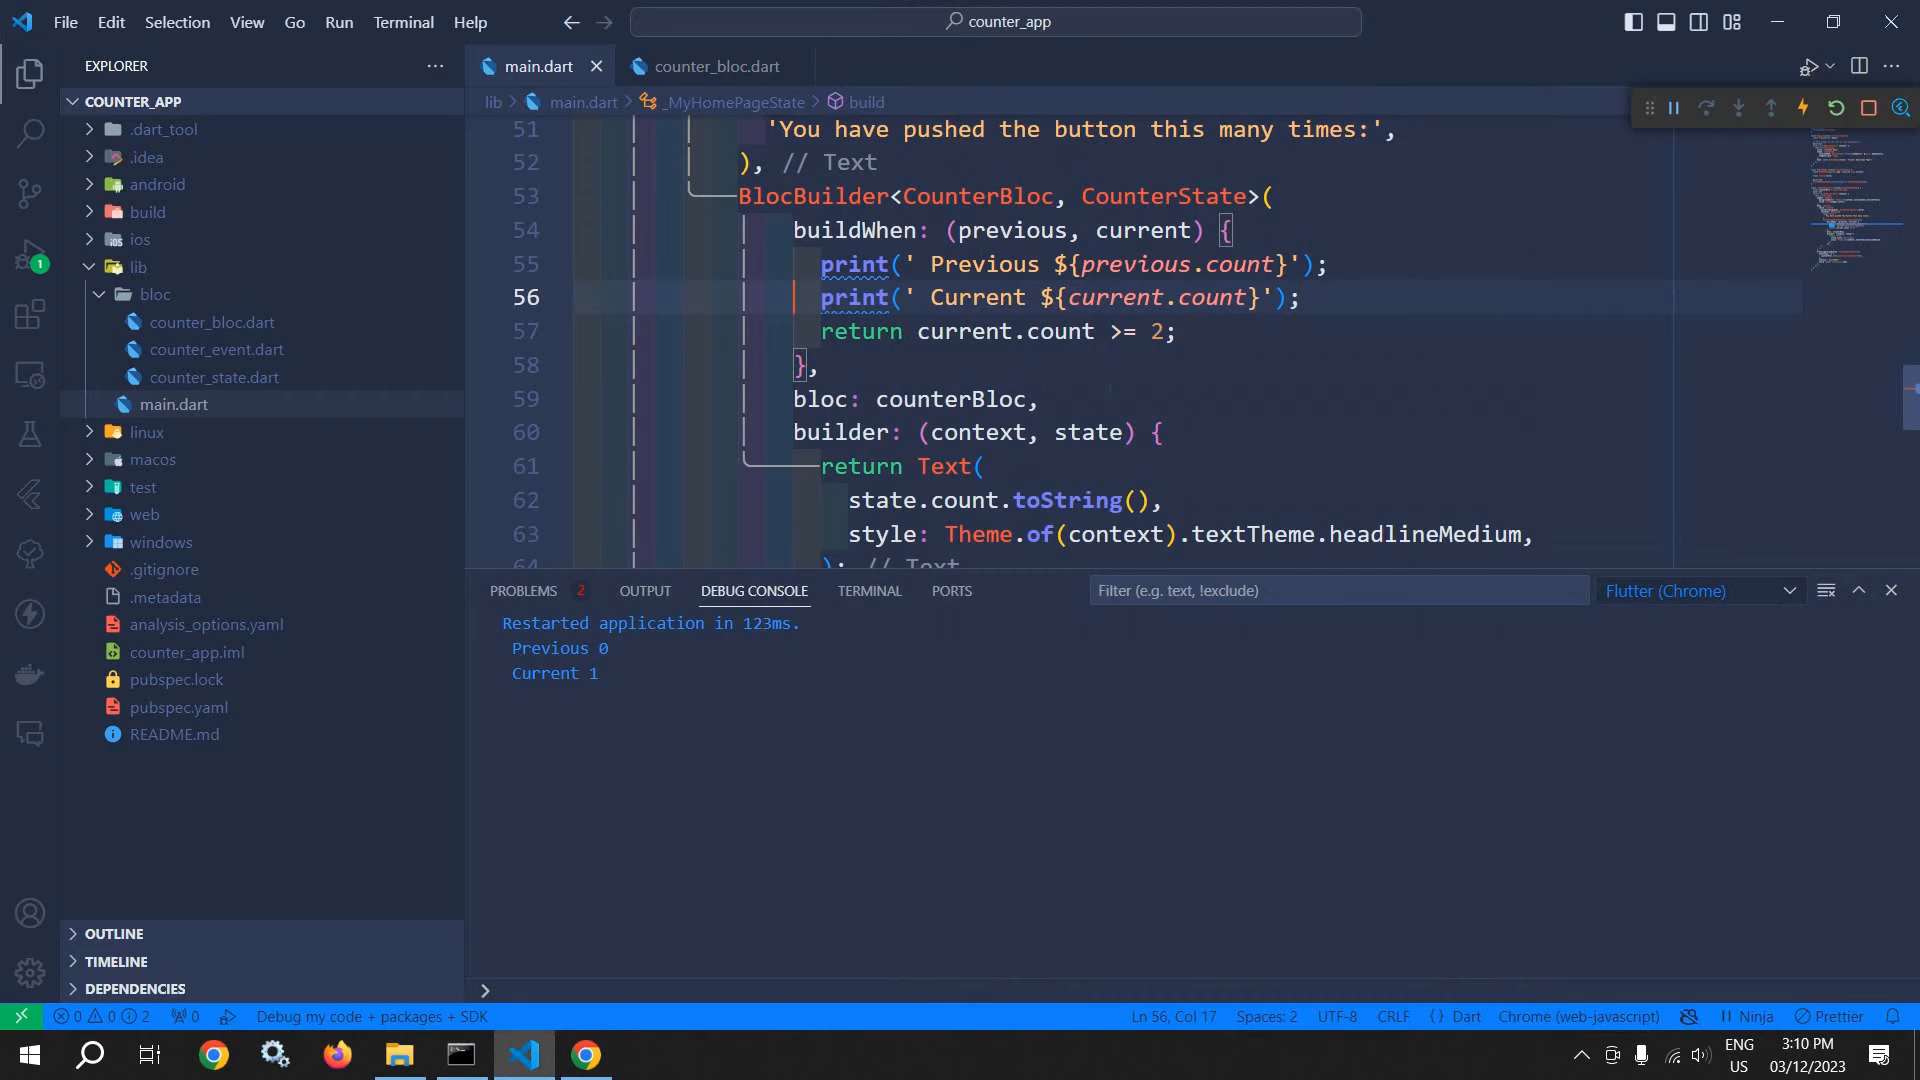 File Edit Selection View Go Run Terminal Help
counter_app
EXPLORER
COUNTER_APP
.dart_tool
.idea
android
build
ios
lib
bloc
counter_bloc.dart
counter_event.dart
counter_state.dart
main.dart
linux
macos
test
web
windows
.gitignore
.metadata
analysis_options.yaml
counter_app.iml
pubspec.lock
pubspec.yaml
README.md
OUTLINE
TIMELINE
DEPENDENCIES
1
main.dart
counter_bloc.dart
lib > main.dart > _MyHomePageState > build
51 'You have pushed the button this many times:',
52 ), // Text
53 BlocBuilder<CounterBloc, CounterState>(
54 buildWhen: (previous, current) {
55 print(' Previous ${previous.count}');
56 print(' Current ${current.count}');
57 return current.count >= 2;
58 },
59 bloc: counterBloc,
60 builder: (context, state) {
61 return Text(
62 state.count.toString(),
63 style: Theme.of(context).textTheme.headlineMedium,
64 ); // Text
PROBLEMS 2 OUTPUT DEBUG CONSOLE TERMINAL PORTS
Filter (e.g. text, !exclude)
Flutter (Chrome)
Restarted application in 123ms.
Previous 0
Current 1
0 0 2 0 Debug my code + packages + SDK
Ln 56, Col 17 Spaces: 2 UTF-8 CRLF {} Dart Chrome (web-javascript) Ninja Prettier
ENG
US
3:10 PM
03/12/2023